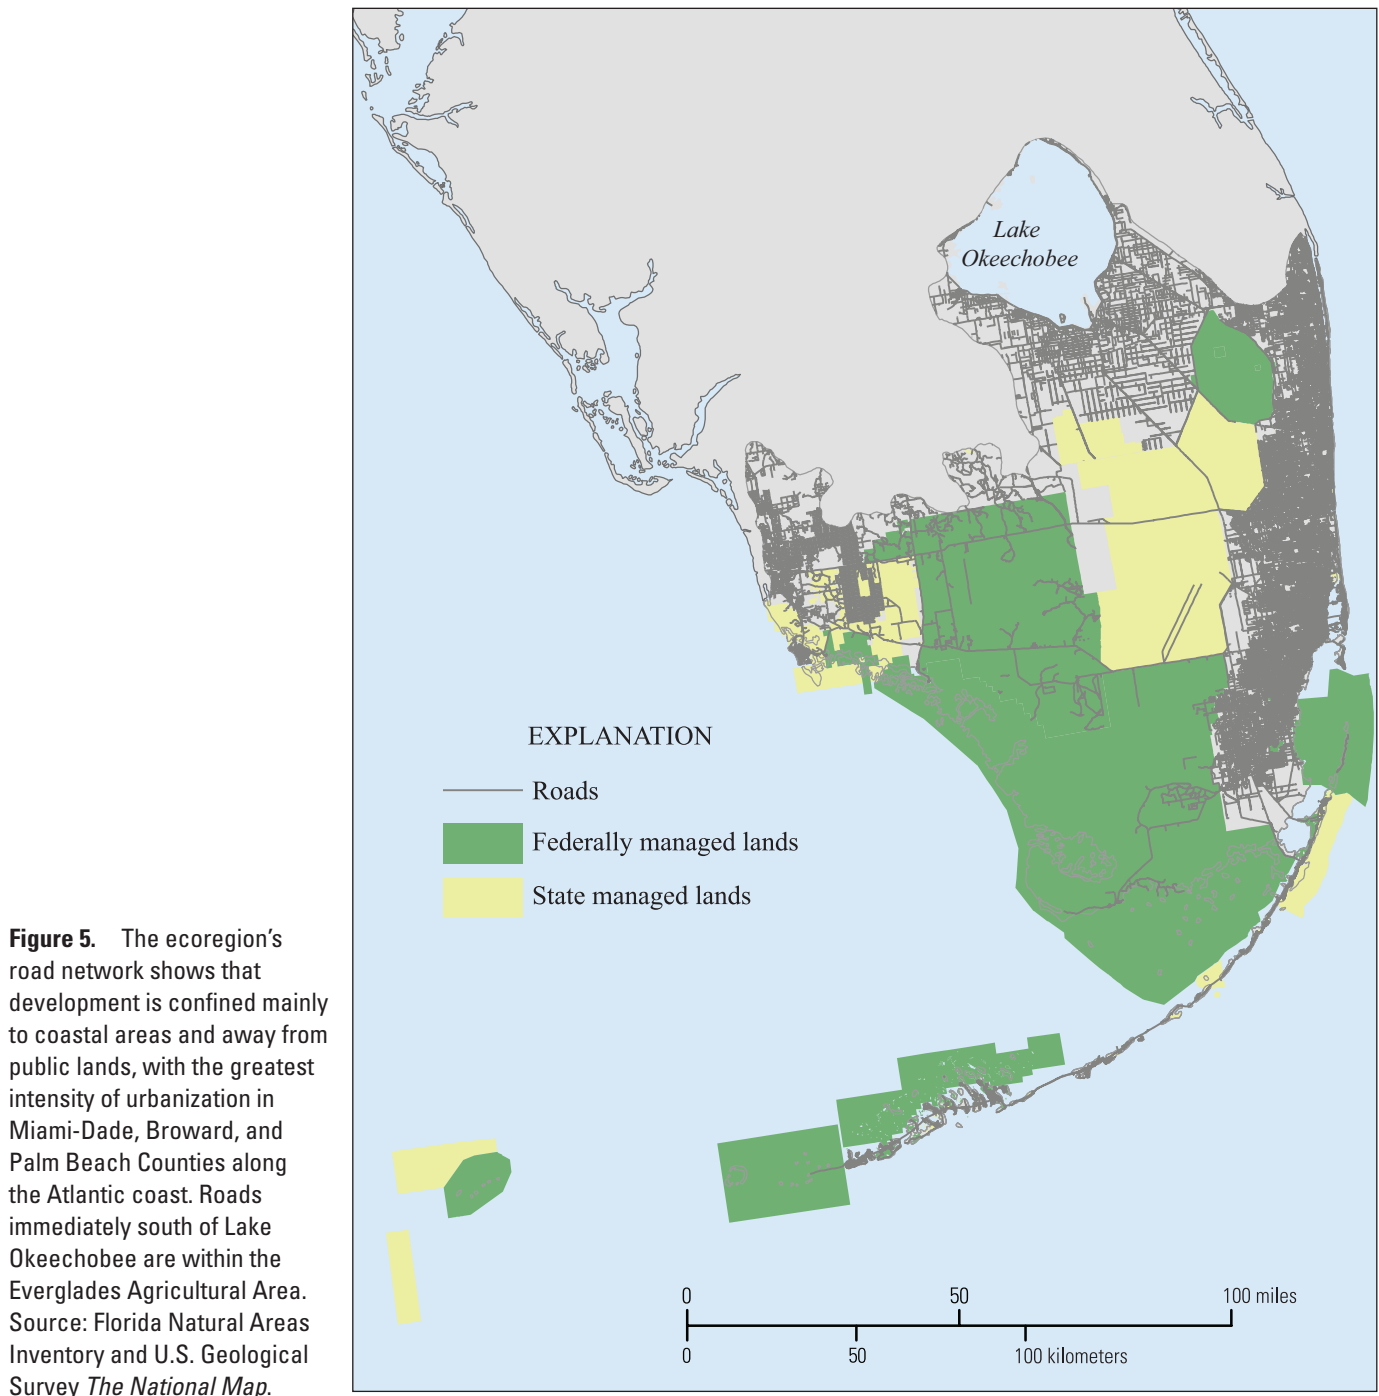 Lake
Okeechobee
EXPLANATION
Roads
Federally managed lands
State managed lands
Figure 5. The ecoregion's
road network shows that
development is confined mainly
to coastal areas and away from
public lands, with the greatest
intensity of urbanization in
Miami-Dade, Broward, and
Palm Beach Counties along
the Atlantic coast. Roads
immediately south of Lake
Okeechobee are within the
Everglades Agricultural Area.
Source: Florida Natural Areas
Inventory and U.S. Geological
Survey The National Map.
0 50 100 miles
0 50 100 kilometers